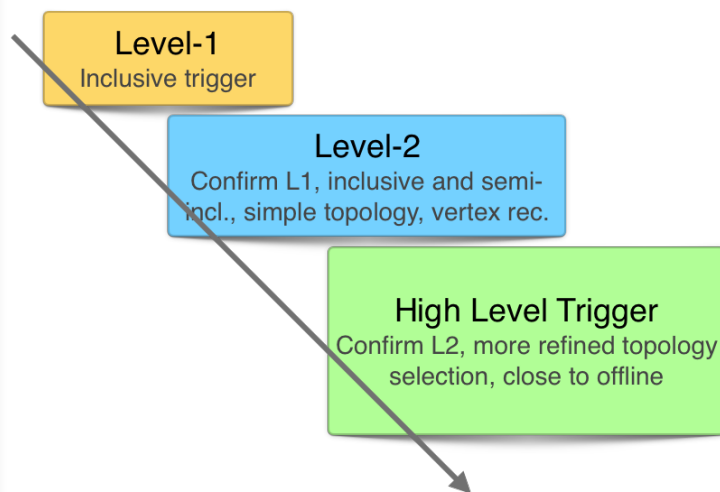 Level-1
Inclusive trigger
Level-2
Confirm L1, inclusive and semi-
incl., simple topology, vertex rec.
High Level Trigger
Confirm L2, more refined topology
selection, close to offline